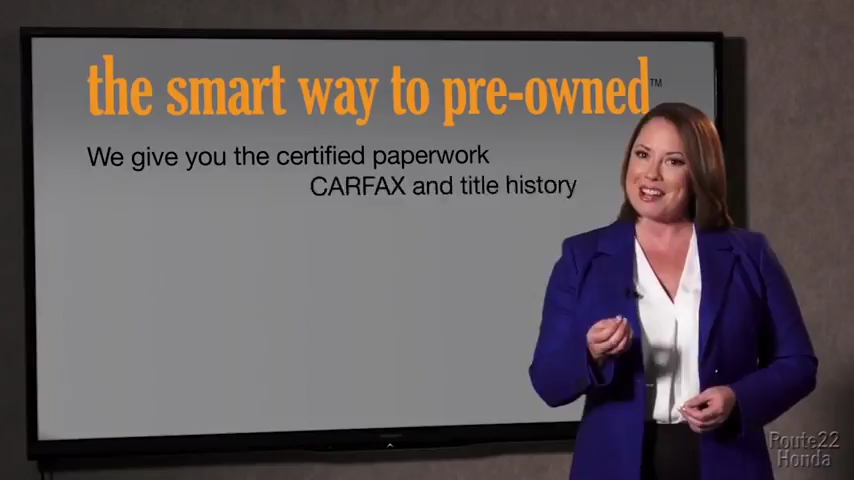 the smart way to pre-owned™
We give you the certified paperwork
CARFAX and title history
Route22
Honda